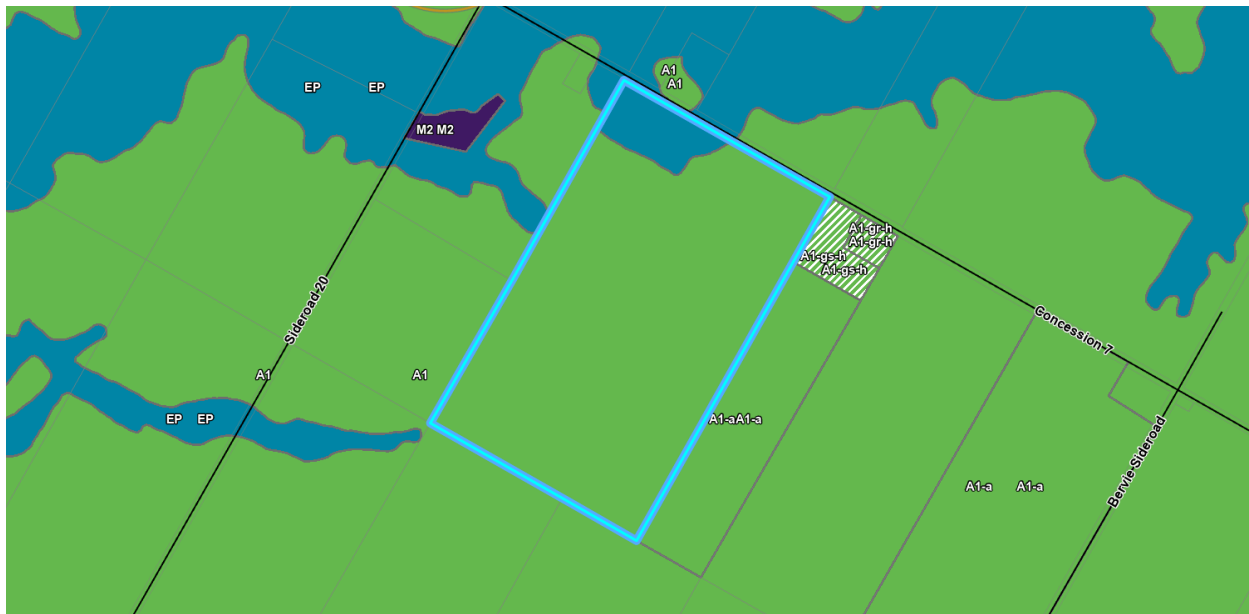 A1
A1
EP EP
M2 M2
A1-gr-h
A1-gr-h
A1-gs-h
A1-gs-h
Sideroad-20
Concession 7
A1 A1
EP EP
A1-aA1-a
A1-a A1-a
Bervie-Sideroad